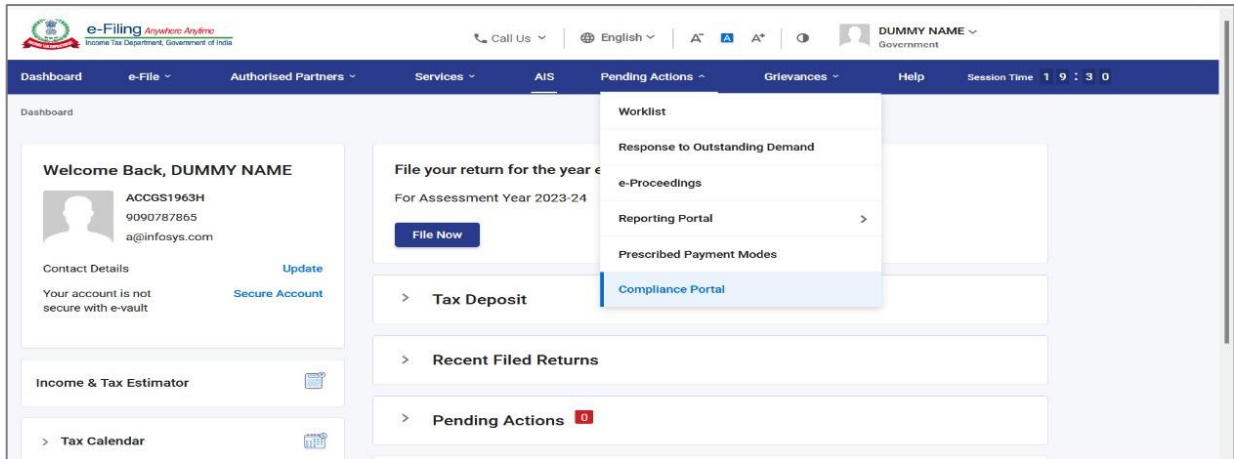 e-Filing Anywhere Anytime
Income Tax Department, Government of India
Call Us
English
A-
A
A+
DUMMY NAME
Government
Dashboard e-File Authorised Partners Services AIS Pending Actions Grievances Help Session Time 1 9 : 3 0
Dashboard
Worklist
Response to Outstanding Demand
e-Proceedings
Reporting Portal
Prescribed Payment Modes
Compliance Portal
Welcome Back, DUMMY NAME
ACCGS1963H
9090787865
a@infosys.com
Contact Details Update
Your account is not Secure Account
secure with e-vault
Income & Tax Estimator
Tax Calendar
File your return for the year e
For Assessment Year 2023-24
File Now
Tax Deposit
Recent Filed Returns
Pending Actions 0